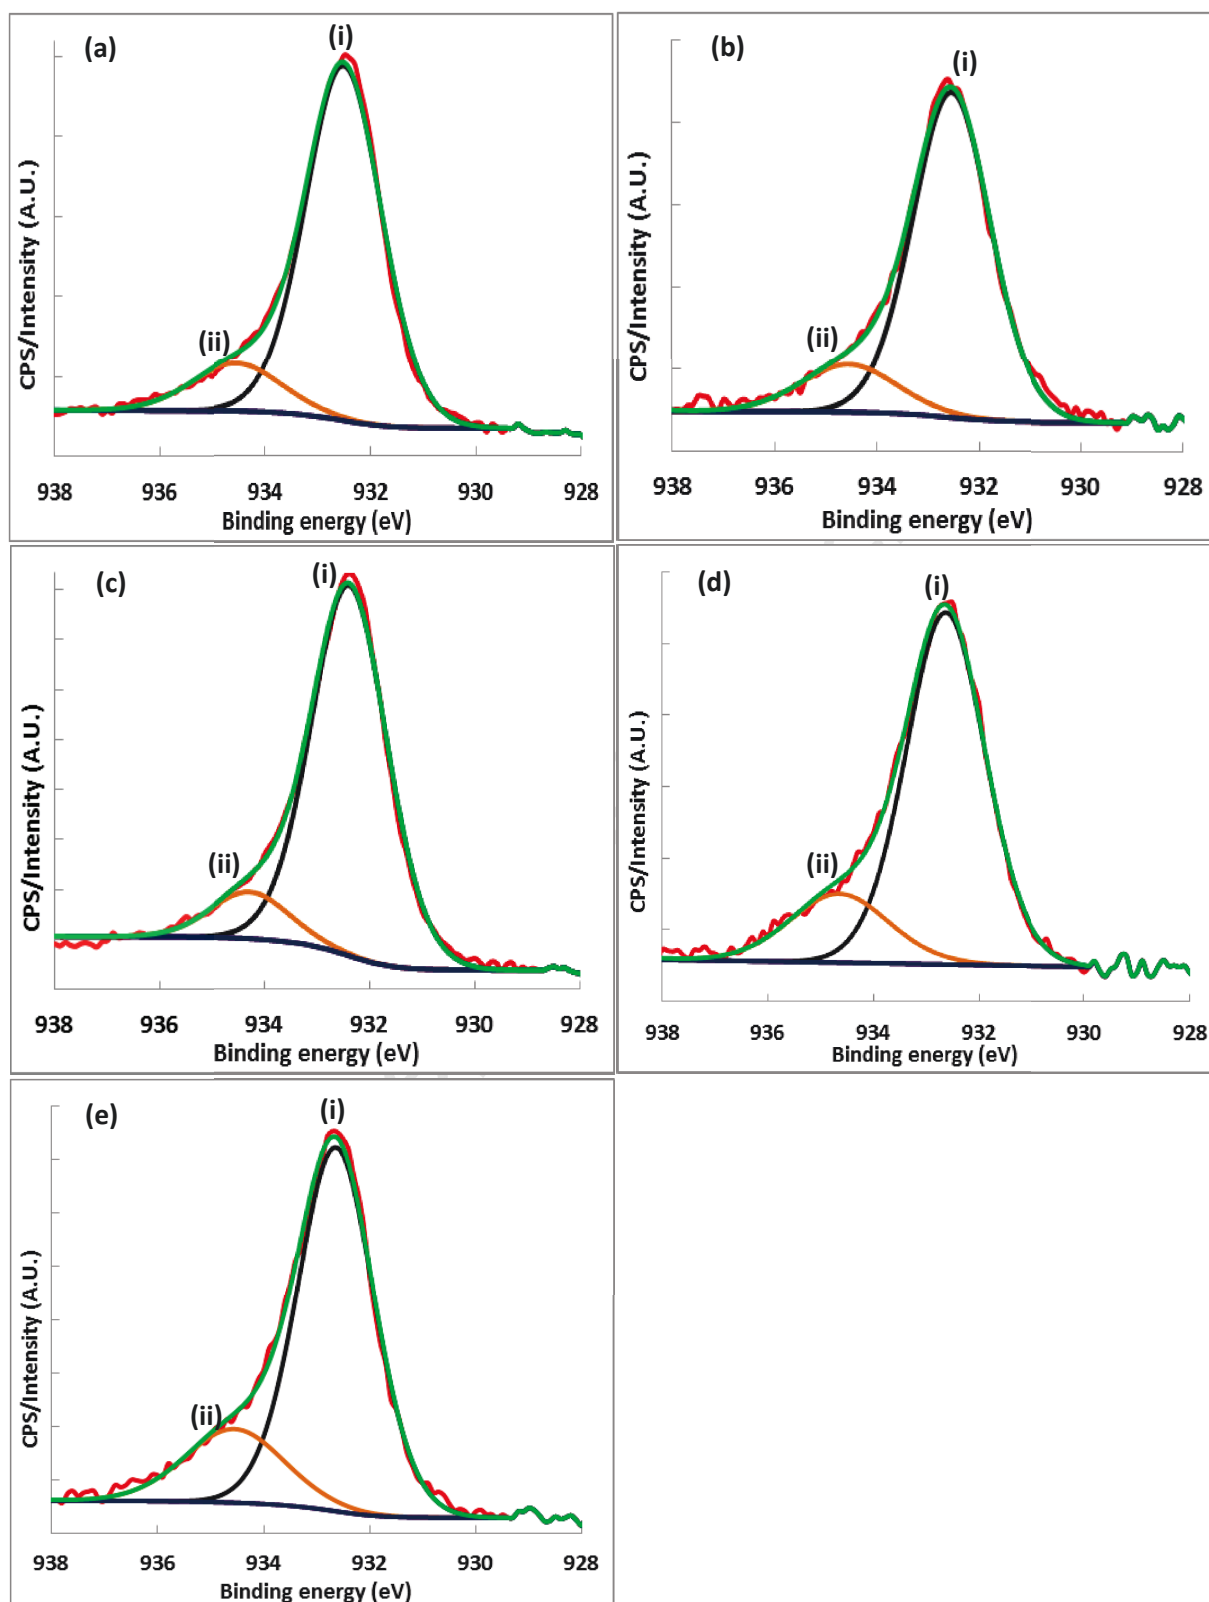 (a)
(i)
(ii)
CPS/Intensity (A.U.)
938 936 934 932 930 928
Binding energy (eV)
(b)
(i)
(ii)
CPS/Intensity (A.U.)
938 936 934 932 930 928
Binding energy (eV)
(c)
(i)
(ii)
CPS/Intensity (A.U.)
938 936 934 932 930 928
Binding energy (eV)
(d)
(i)
(ii)
CPS/Intensity (A.U.)
938 936 934 932 930 928
Binding energy (eV)
(e)
(i)
(ii)
CPS/Intensity (A.U.)
938 936 934 932 930 928
Binding energy (eV)